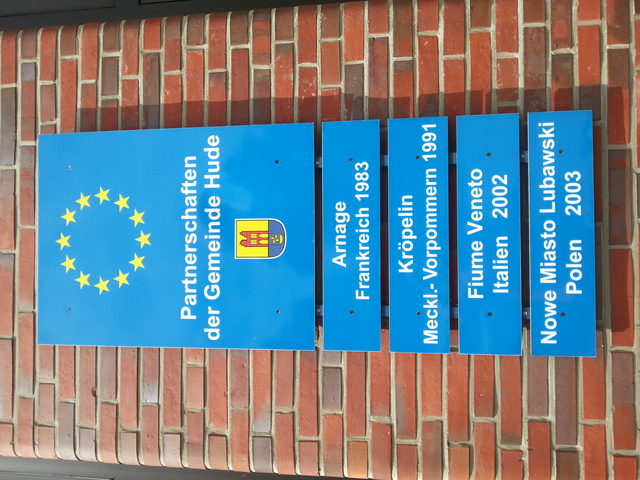 Partnerschaften
der Gemeinde Hude
Arnage
Frankreich 1983
Kröpelin
Meckl.- Vorpommern 1991
Fiume Veneto
Italien 2002
Nowe Miasto Lubawski
Polen 2003